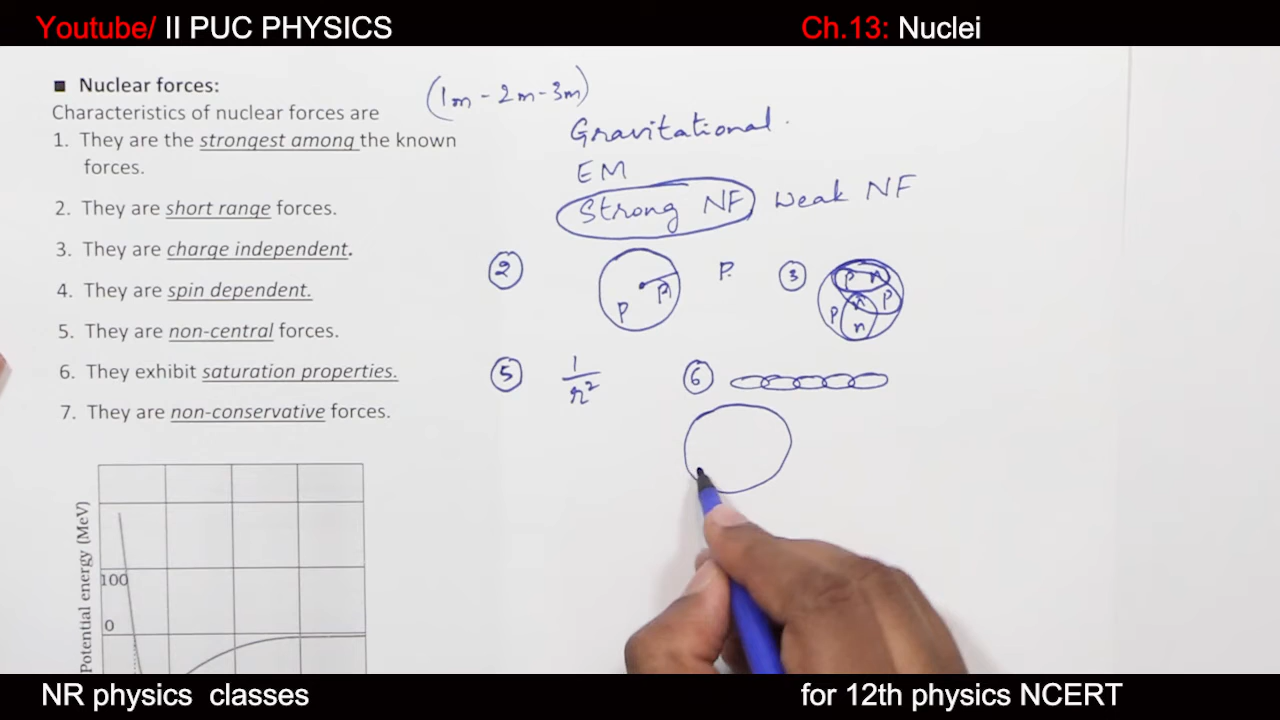 Youtube/ II PUC PHYSICS
Ch.13: Nuclei
■ Nuclear forces:
(1m - 2m - 3m)
Characteristics of nuclear forces are
1. They are the strongest among the known
forces.
2. They are short range forces.
3. They are charge independent.
4. They are spin dependent.
5. They are non-central forces.
6. They exhibit saturation properties.
7. They are non-conservative forces.
Gravitational.
EM
Strong NF Weak NF
2
P P
P.
3
P n
n P
P n
5 1/r²
6
Potential energy (MeV)
100
0
NR physics classes
for 12th physics NCERT